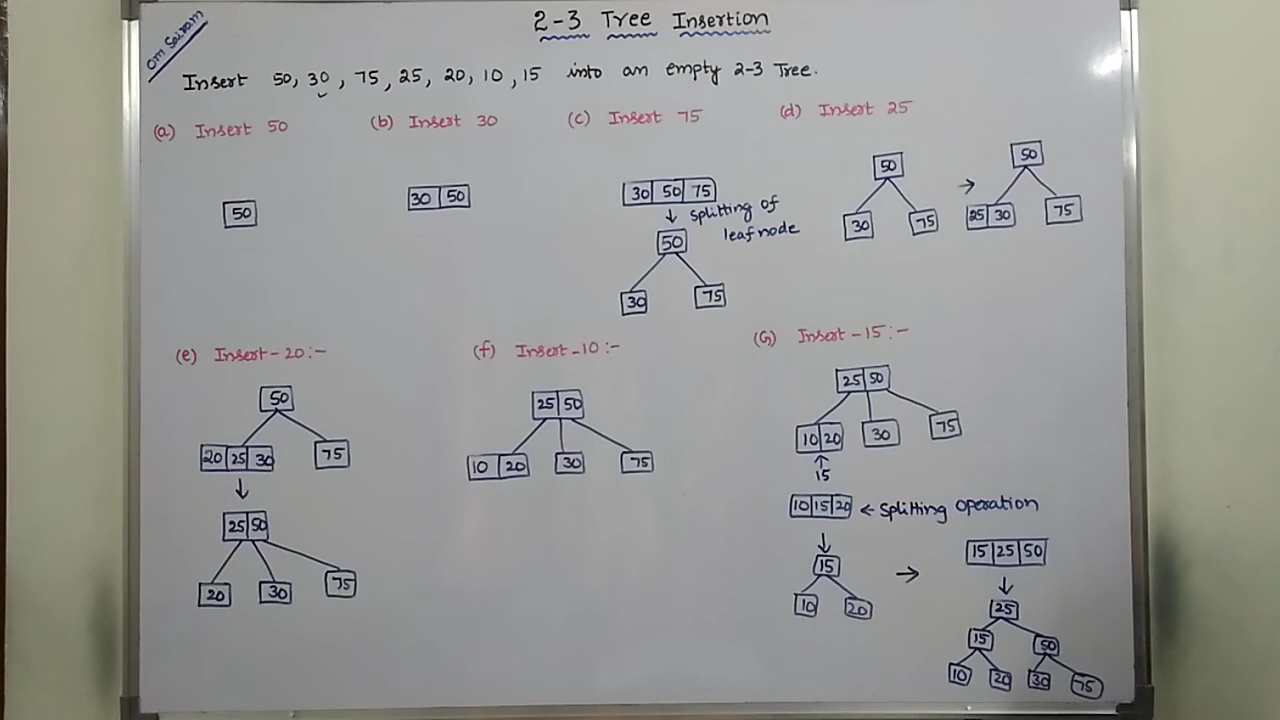 Om Sairam
2-3 Tree Insertion
Insert 50, 30, 75, 25, 20, 10, 15 into an empty 2-3 Tree.
(a) Insert 50
50
(b) Insert 30
30 50
(c) Insert 75
30 50 75
↓ splitting of
leaf node
50
30 75
(d) Insert 25
50 → 50
30 75 25 30 75
(e) Insert-20:-
50
20 25 30 75
↓
25 50
20 30 75
(f) Insert-10:-
25 50
10 20 30 75
(G) Insert-15:-
25 50
10 20 30 75
↑
15
10 15 20 ← Splitting operation
↓
15
10 20
→
15 25 50
↓
25
15 50
10 20 30 75